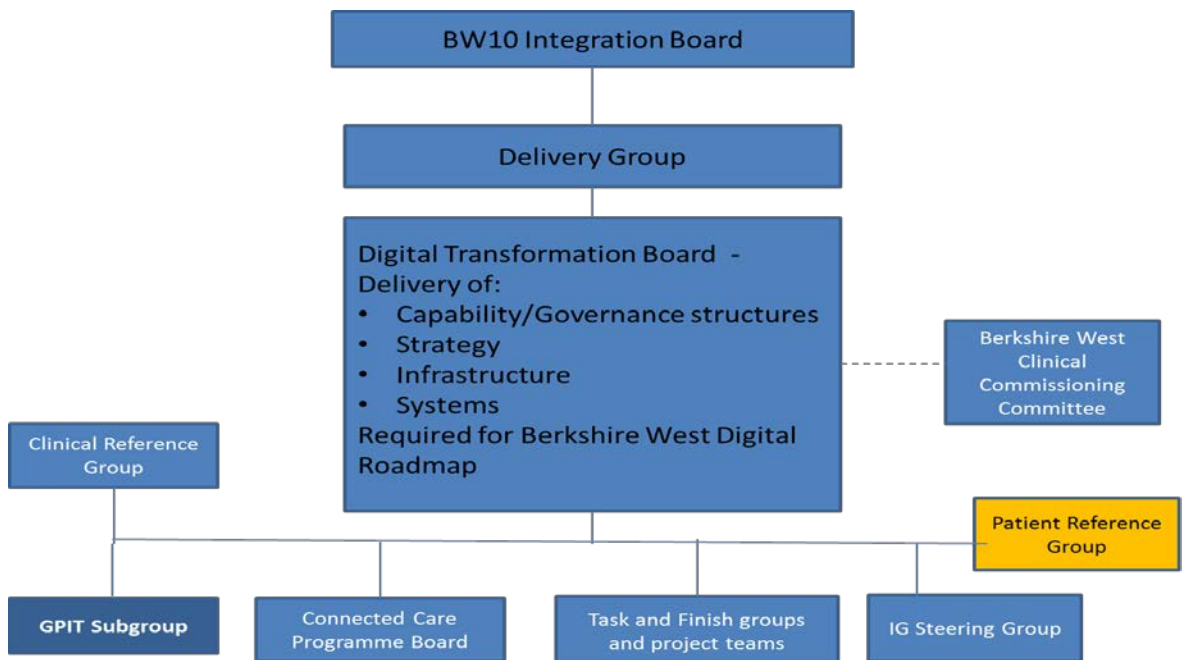 BW10 Integration Board
Delivery Group
Digital Transformation Board -
Delivery of:
• Capability/Governance structures
• Strategy
• Infrastructure
• Systems
Required for Berkshire West Digital
Roadmap
Berkshire West
Clinical
Commissioning
Committee
Clinical Reference
Group
Patient Reference
Group
GPIT Subgroup
Connected Care
Programme Board
Task and Finish groups
and project teams
IG Steering Group